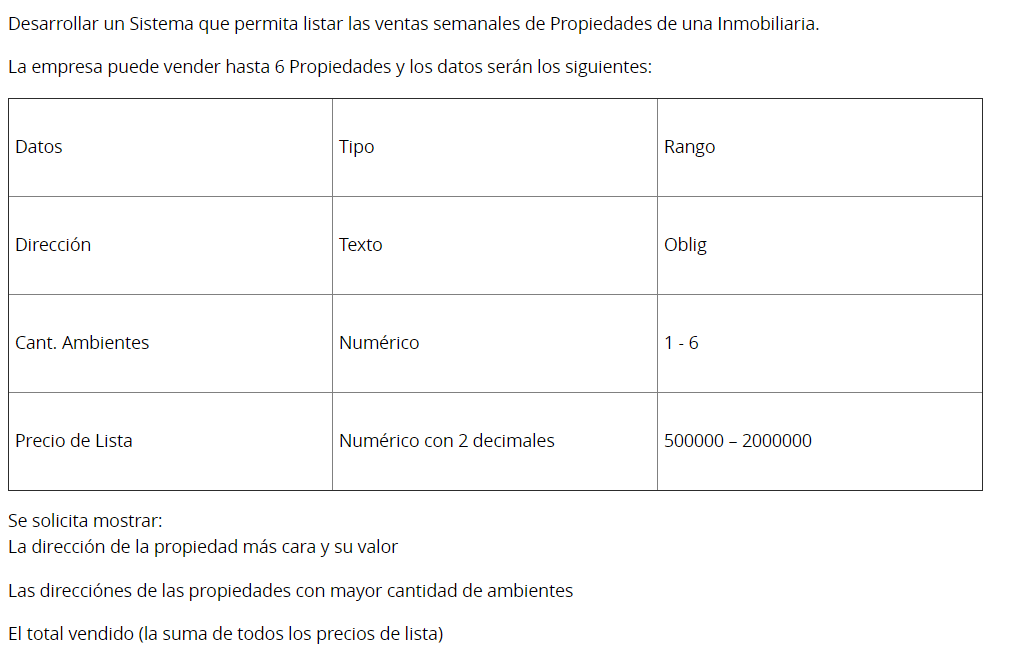 Desarrollar un Sistema que permita listar las ventas semanales de Propiedades de una Inmobiliaria.
La empresa puede vender hasta 6 Propiedades y los datos serán los siguientes:
Datos Tipo Rango
Dirección Texto Oblig
Cant. Ambientes Numérico 1 - 6
Precio de Lista Numérico con 2 decimales 500000 – 2000000
Se solicita mostrar:
La dirección de la propiedad más cara y su valor
Las direcciónes de las propiedades con mayor cantidad de ambientes
El total vendido (la suma de todos los precios de lista)